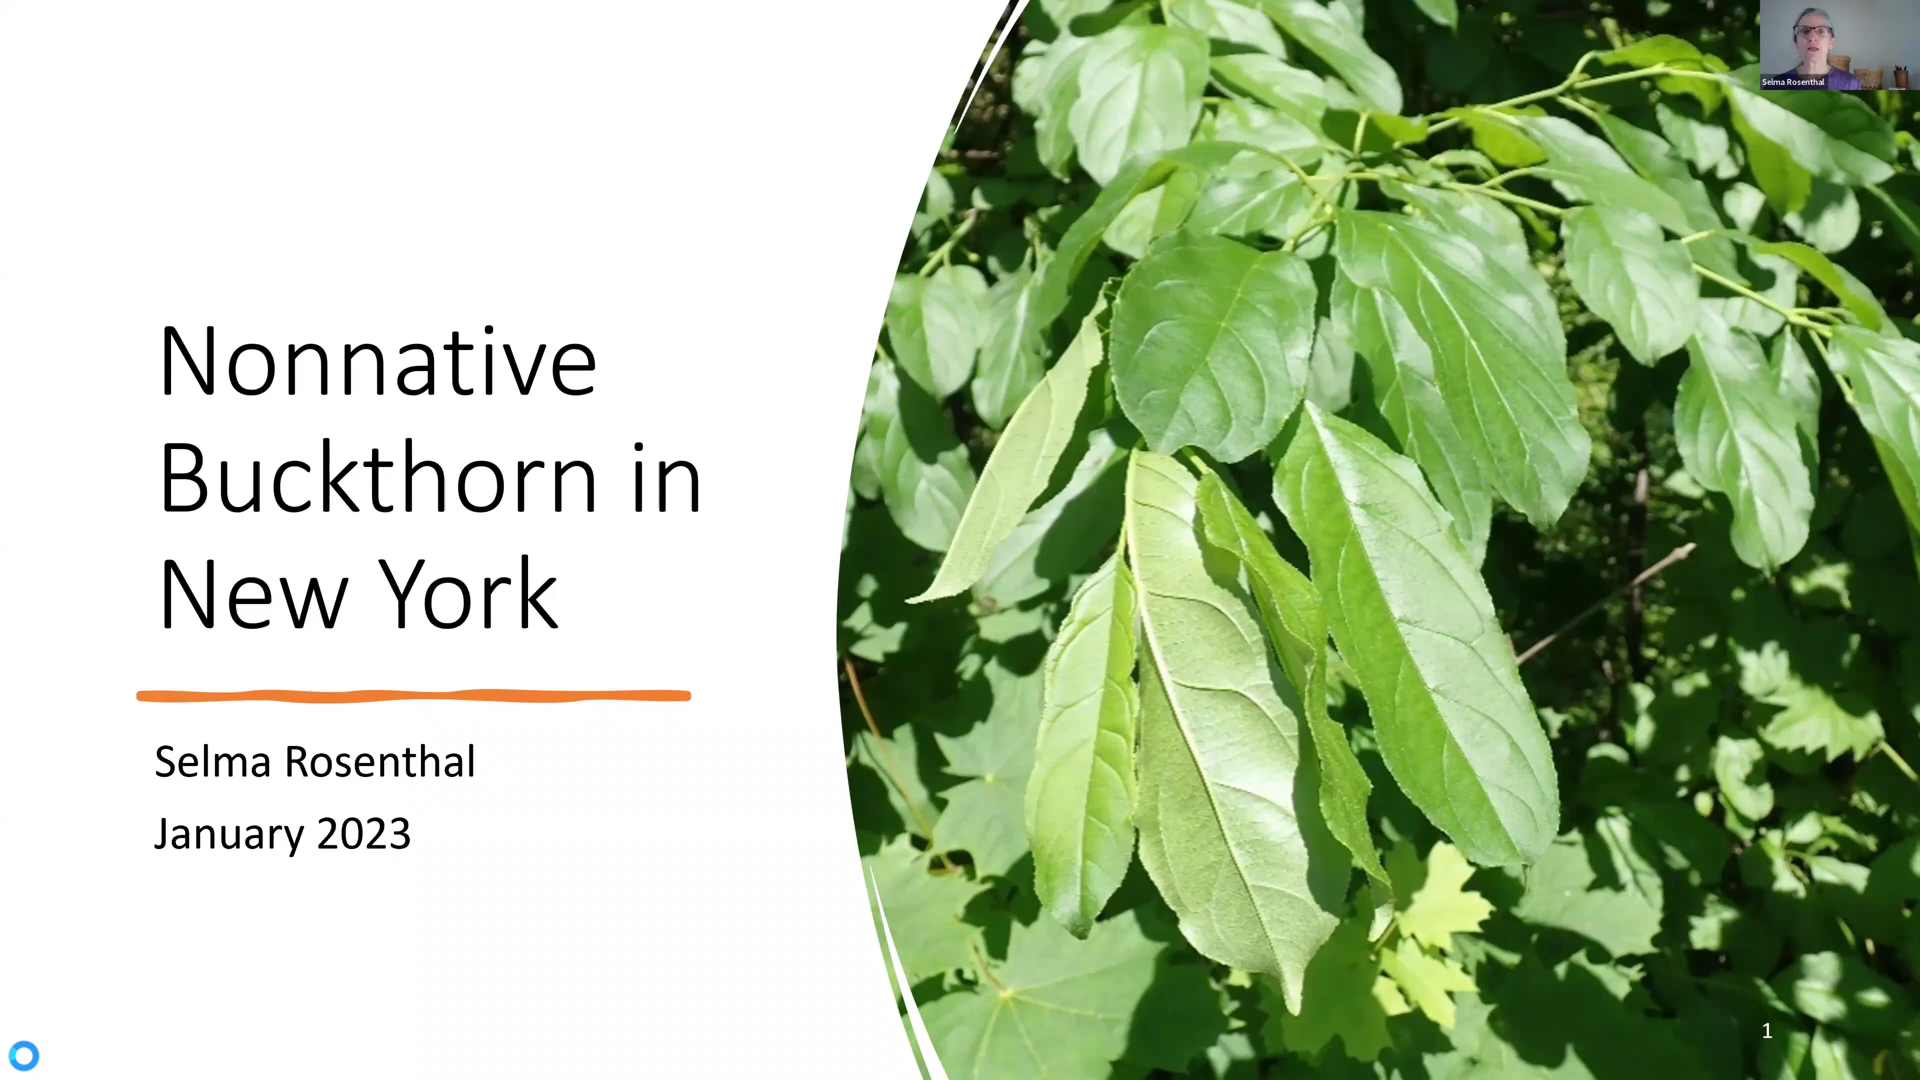 Selma Rosenthal
Nonnative
Buckthorn in
New York
Selma Rosenthal
January 2023
1